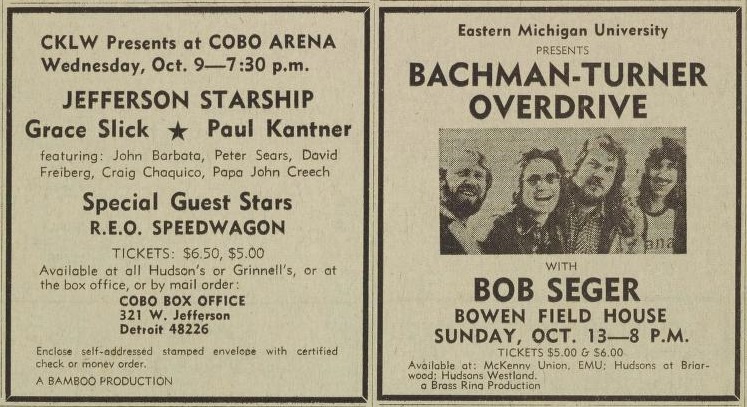 CKLW Presents at COBO ARENA
Wednesday, Oct. 9—7:30 p.m.
JEFFERSON STARSHIP
Grace Slick ★ Paul Kantner
featuring: John Barbata, Peter Sears, David
Freiberg, Craig Chaquico, Papa John Creech
Special Guest Stars
R.E.O. SPEEDWAGON
TICKETS: $6.50, $5.00
Available at all Hudson's or Grinnell's, or at
the box office, or by mail order:
COBO BOX OFFICE
321 W. Jefferson
Detroit 48226
Enclose self-addressed stamped envelope with certified
check or money order.
A BAMBOO PRODUCTION
Eastern Michigan University
PRESENTS
BACHMAN-TURNER
OVERDRIVE
ana
WITH
BOB SEGER
BOWEN FIELD HOUSE
SUNDAY, OCT. 13—8 P.M.
TICKETS $5.00 & $6.00
Available at: McKenny Union, EMU; Hudsons at Briar-
wood; Hudsons Westland.
a Brass Ring Production